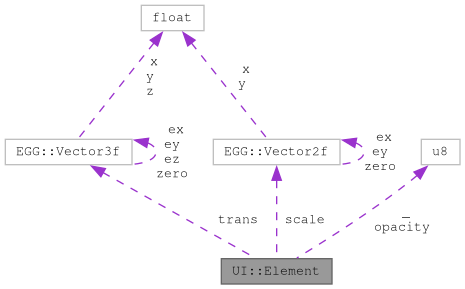 float
x
y
z
x
y
EGG::Vector3f
ex
ey
ez
zero
EGG::Vector2f
ex
ey
zero
u8
trans
scale
_
opacity
UI::Element